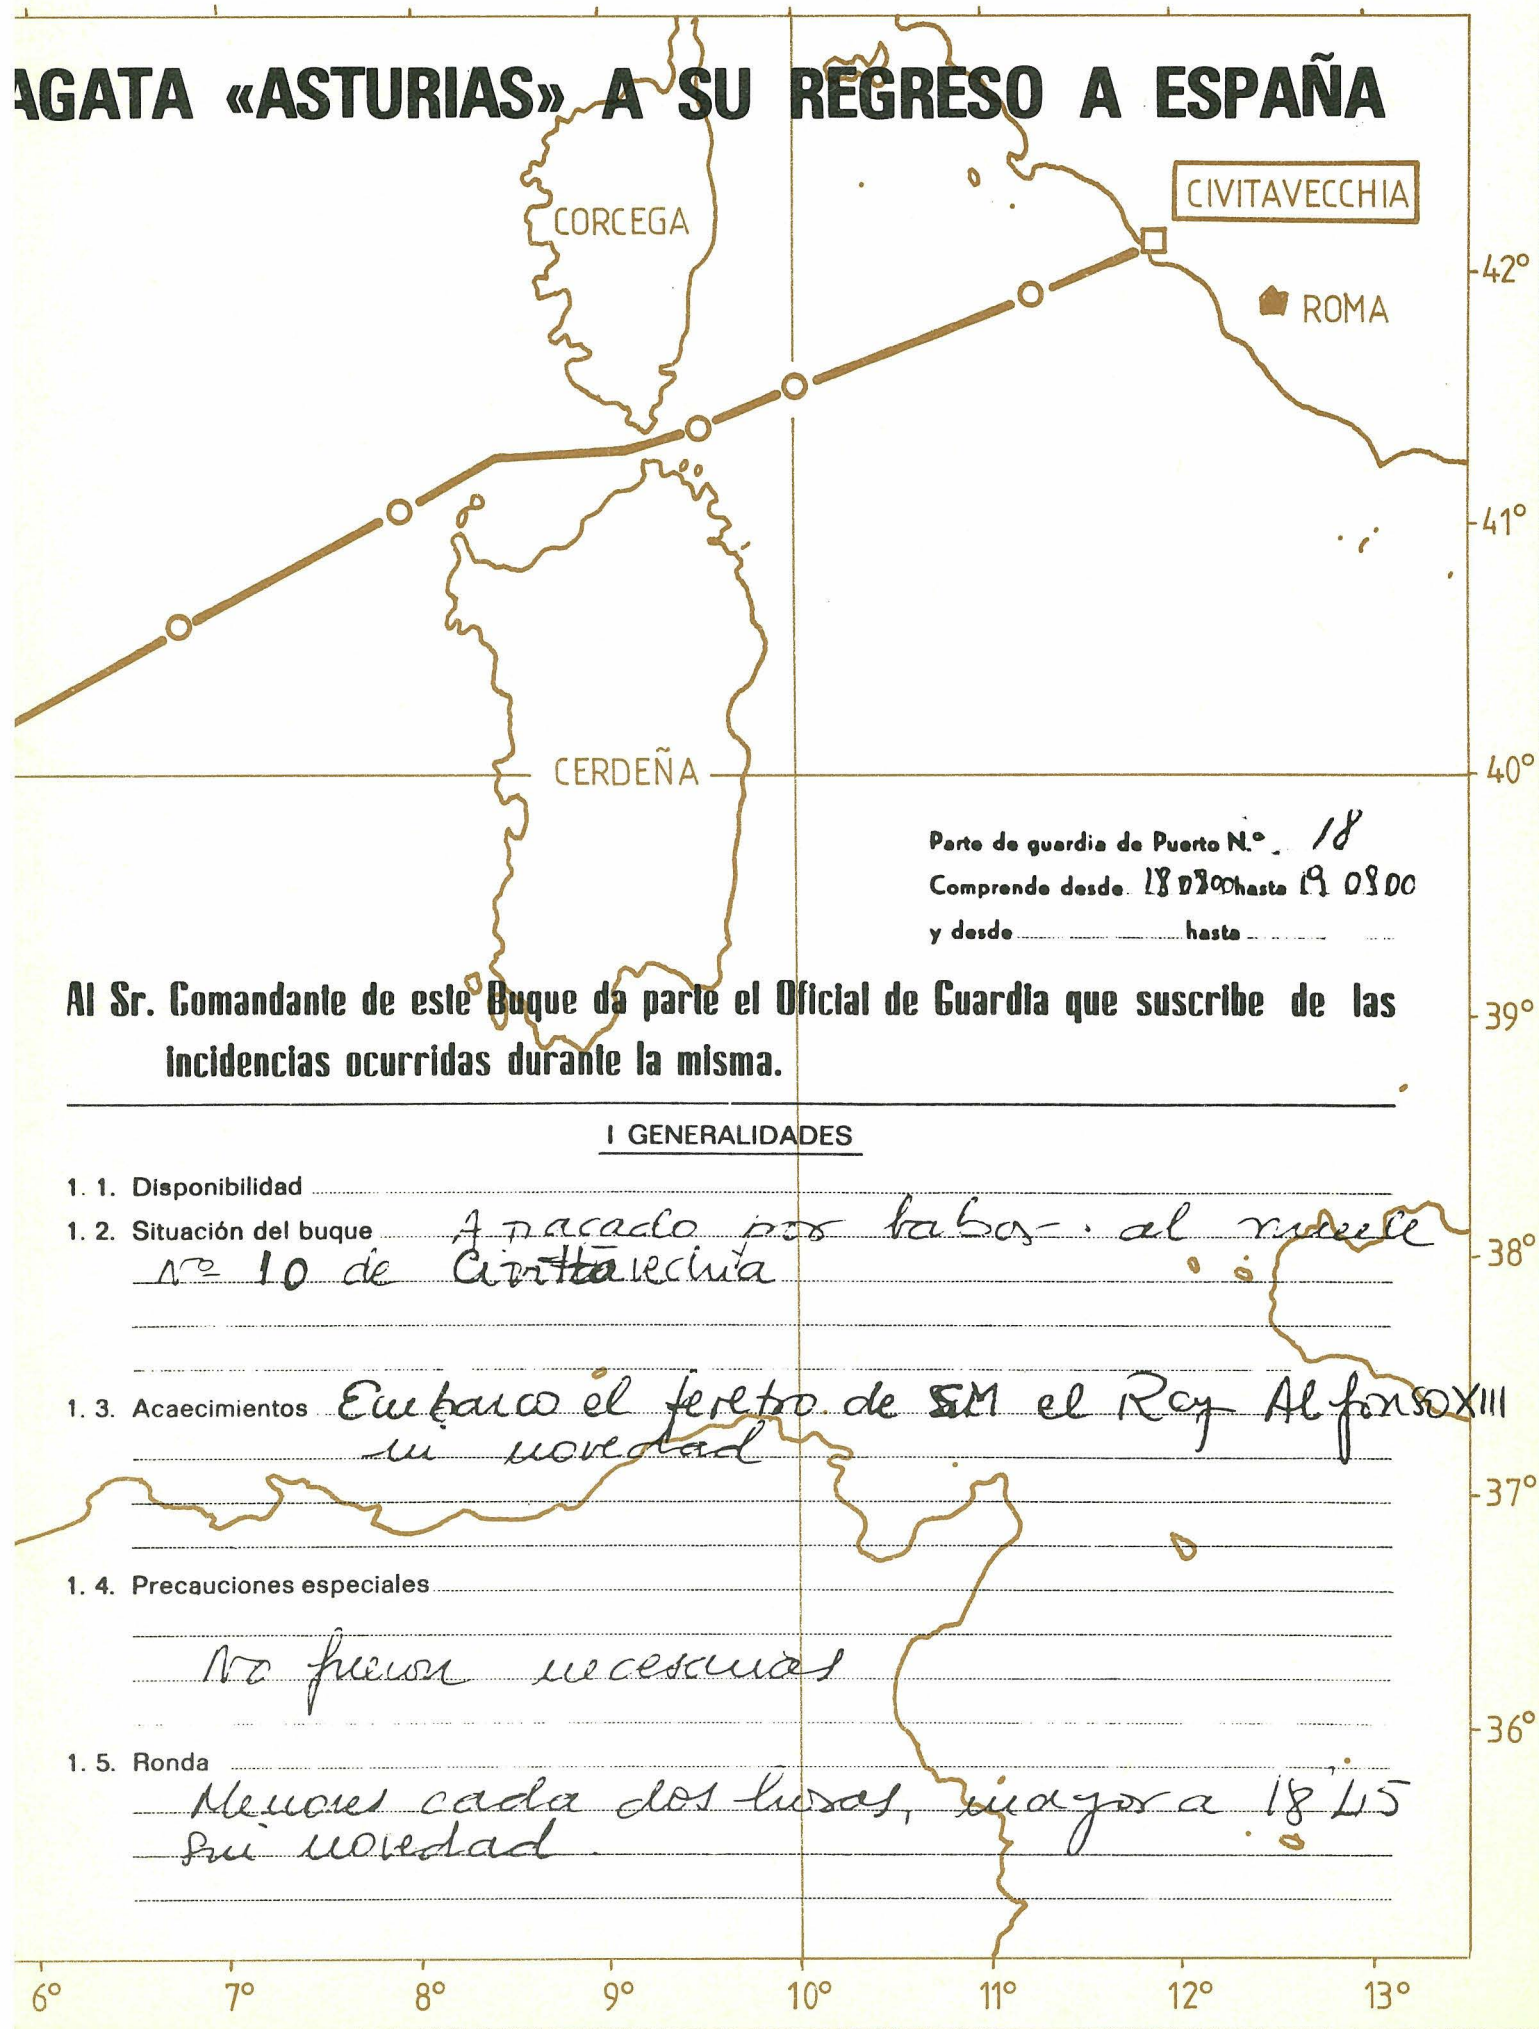 AGATA «ASTURIAS» A SU REGRESO A ESPAÑA
CIVITAVECCHIA
CORCEGA
42°
ROMA
41°
CERDEÑA
40°
Parte de guardia de Puerto N.º 18
Comprende desde 18 0800 hasta 19 0800
y desde hasta
Al Sr. Comandante de este Buque da parte el Oficial de Guardia que suscribe de las
39°
incidencias ocurridas durante la misma.
I GENERALIDADES
1. 1. Disponibilidad
1. 2. Situación del buque Atracado por babor. al muelle
38°
Nº 10 de Civittavechia
1. 3. Acaecimientos Embarco el feretro de SM el Rey Alfonso XIII
sin novedad
37°
1. 4. Precauciones especiales
No fueron necesarias
36°
1. 5. Ronda
Menores cada dos horas, mayor a 18'45
sin novedad
6° 7° 8° 9° 10° 11° 12° 13°